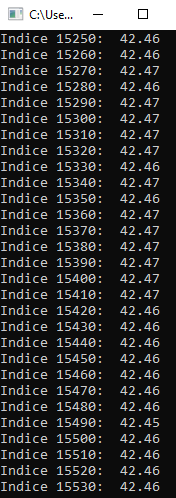 C:\Use...
Indice 15250:  42.46
Indice 15260:  42.46
Indice 15270:  42.47
Indice 15280:  42.46
Indice 15290:  42.47
Indice 15300:  42.47
Indice 15310:  42.47
Indice 15320:  42.47
Indice 15330:  42.46
Indice 15340:  42.47
Indice 15350:  42.46
Indice 15360:  42.47
Indice 15370:  42.47
Indice 15380:  42.47
Indice 15390:  42.47
Indice 15400:  42.47
Indice 15410:  42.47
Indice 15420:  42.46
Indice 15430:  42.46
Indice 15440:  42.46
Indice 15450:  42.46
Indice 15460:  42.46
Indice 15470:  42.46
Indice 15480:  42.46
Indice 15490:  42.45
Indice 15500:  42.46
Indice 15510:  42.46
Indice 15520:  42.46
Indice 15530:  42.46